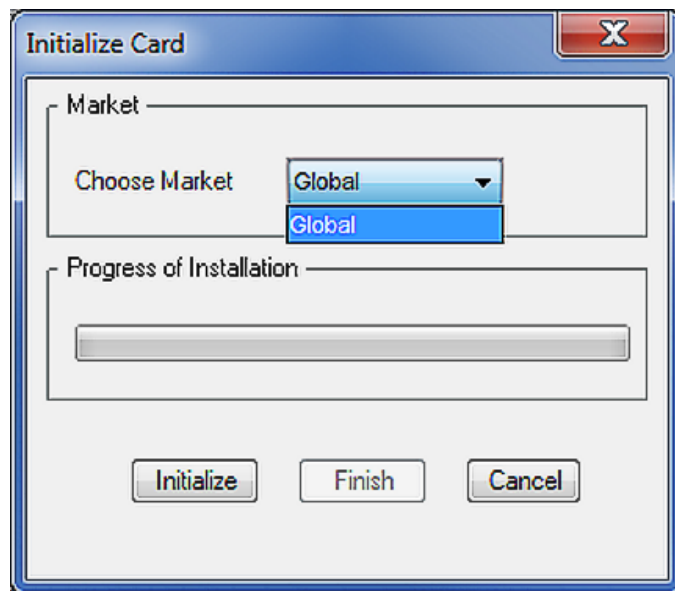 Initialize Card
Market
Choose Market Global
Global
Progress of Installation
Initialize Finish Cancel